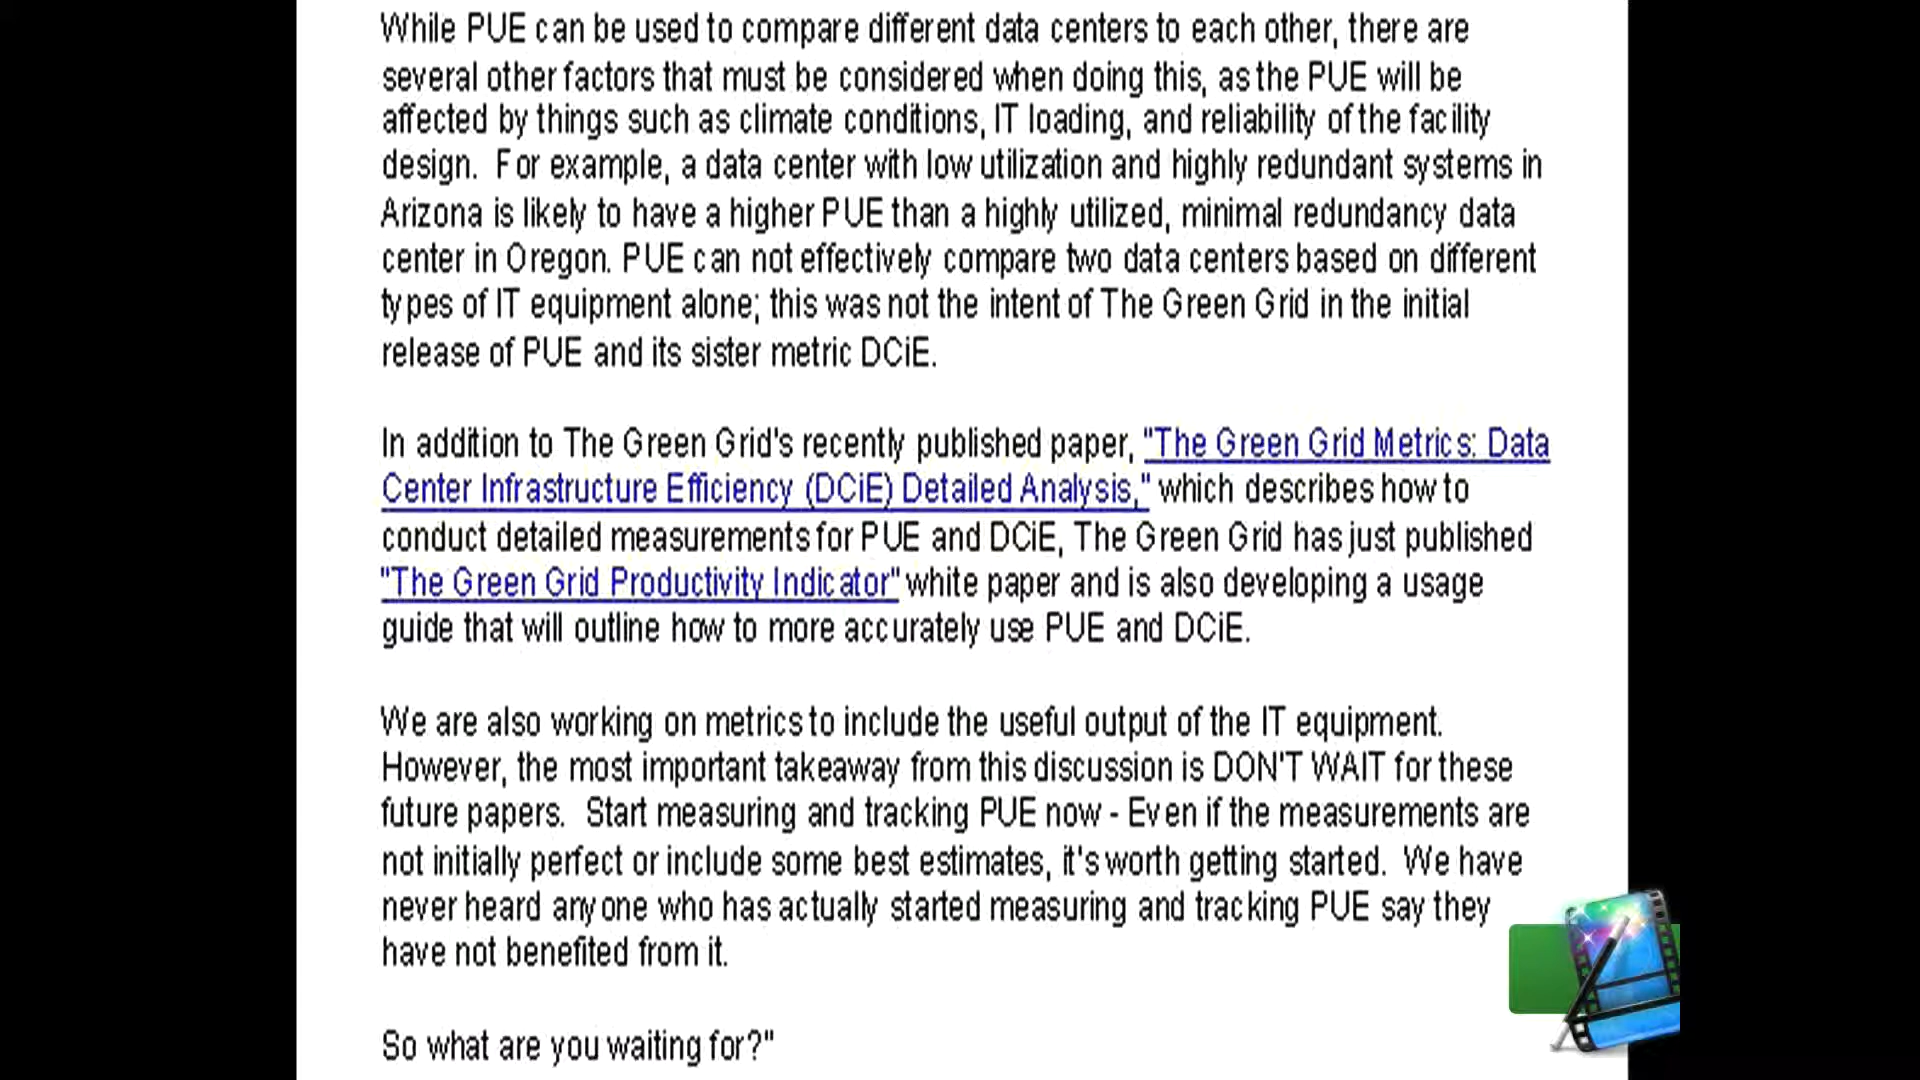 While PUE can be used to compare different data centers to each other, there are
several other factors that must be considered when doing this, as the PUE will be
affected by things such as climate conditions, IT loading, and reliability of the facility
design.  For example, a data center with low utilization and highly redundant systems in
Arizona is likely to have a higher PUE than a highly utilized, minimal redundancy data
center in Oregon. PUE can not effectively compare two data centers based on different
types of IT equipment alone; this was not the intent of The Green Grid in the initial
release of PUE and its sister metric DCiE.
In addition to The Green Grid's recently published paper, "The Green Grid Metrics: Data
Center Infrastructure Efficiency (DCiE) Detailed Analysis," which describes how to
conduct detailed measurements for PUE and DCiE, The Green Grid has just published
"The Green Grid Productivity Indicator" white paper and is also developing a usage
guide that will outline how to more accurately use PUE and DCiE.
We are also working on metrics to include the useful output of the IT equipment.
However, the most important takeaway from this discussion is DON'T WAIT for these
future papers.  Start measuring and tracking PUE now - Even if the measurements are
not initially perfect or include some best estimates, it's worth getting started.  We have
never heard anyone who has actually started measuring and tracking PUE say they
have not benefited from it.
So what are you waiting for?"